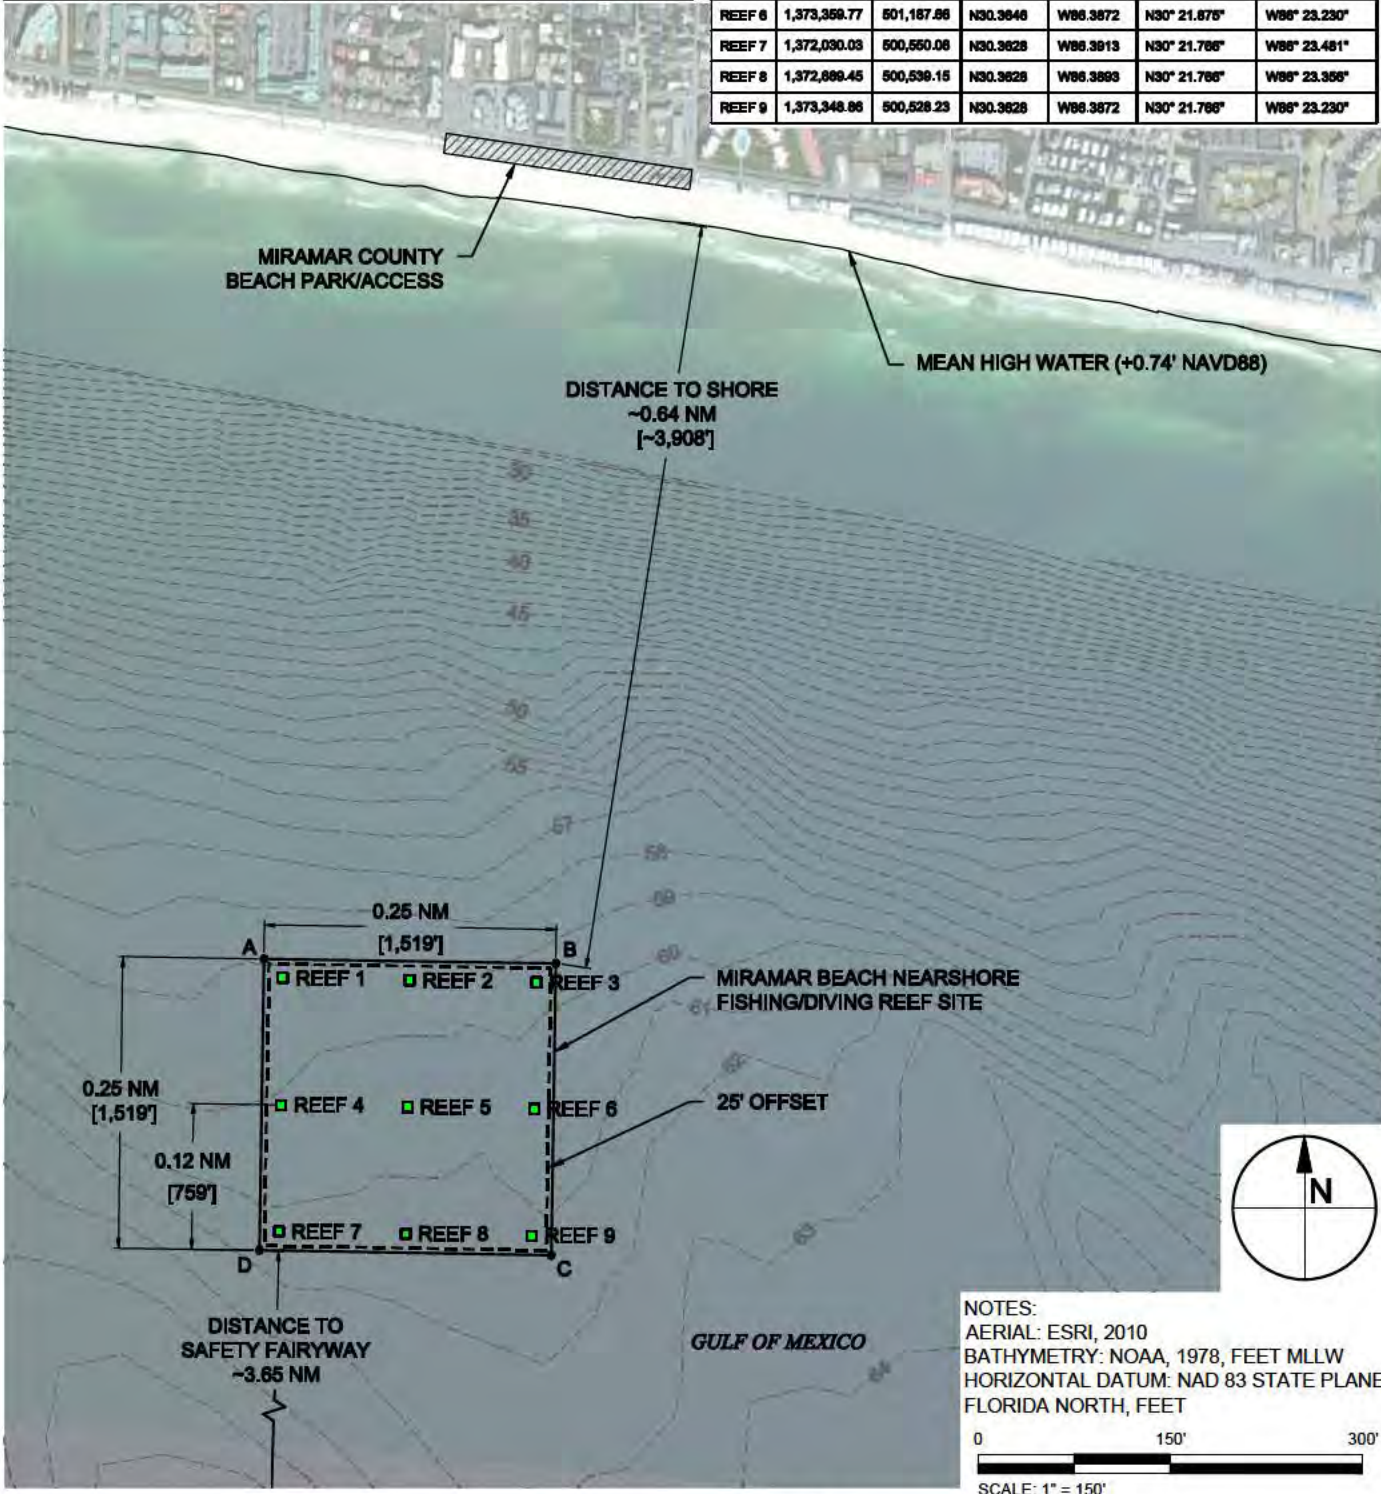 REEF 6 1,373,359.77 501,187.66 N30.3646 W86.3872 N30° 21.875" W86° 23.230"
REEF 7 1,372,030.03 500,550.06 N30.3628 W86.3913 N30° 21.766" W86° 23.481"
REEF 8 1,372,689.45 500,539.15 N30.3628 W86.3893 N30° 21.766" W86° 23.356"
REEF 9 1,373,348.86 500,528.23 N30.3628 W86.3872 N30° 21.766" W86° 23.230"
MIRAMAR COUNTY
BEACH PARK/ACCESS
MEAN HIGH WATER (+0.74' NAVD88)
DISTANCE TO SHORE
~0.64 NM
[~3,908']
30
35
40
45
50
55
57
58
59
60
61
62
63
64
0.25 NM
[1,519']
A
B
REEF 1
REEF 2
REEF 3
MIRAMAR BEACH NEARSHORE
FISHING/DIVING REEF SITE
0.25 NM
[1,519']
REEF 4
REEF 5
REEF 6
25' OFFSET
0.12 NM
[759']
REEF 7
REEF 8
REEF 9
D
C
DISTANCE TO
SAFETY FAIRYWAY
~3.65 NM
GULF OF MEXICO
N
NOTES:
AERIAL: ESRI, 2010
BATHYMETRY: NOAA, 1978, FEET MLLW
HORIZONTAL DATUM: NAD 83 STATE PLANE
FLORIDA NORTH, FEET
0 150' 300'
SCALE: 1" = 150'